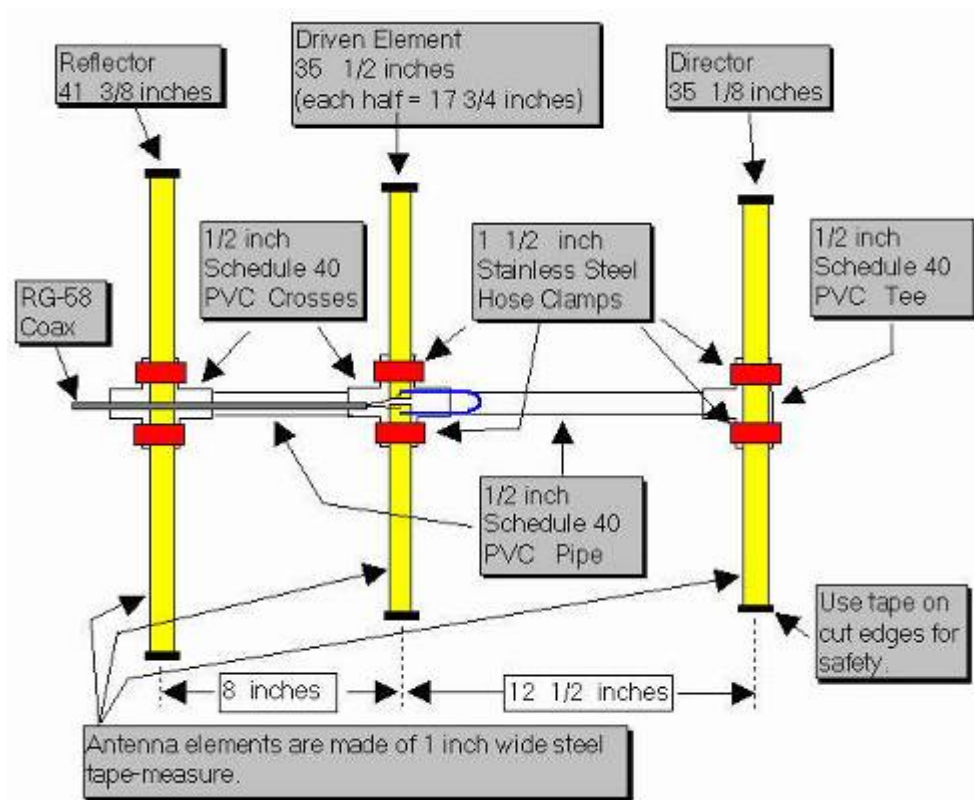 Reflector
41 3/8 inches
Driven Element
35 1/2 inches
(each half = 17 3/4 inches)
Director
35 1/8 inches
1/2 inch
Schedule 40
PVC Crosses
1 1/2 inch
Stainless Steel
Hose Clamps
1/2 inch
Schedule 40
PVC Tee
RG-58
Coax
1/2 inch
Schedule 40
PVC Pipe
Use tape on
cut edges for
safety.
8 inches
12 1/2 inches
Antenna elements are made of 1 inch wide steel
tape-measure.